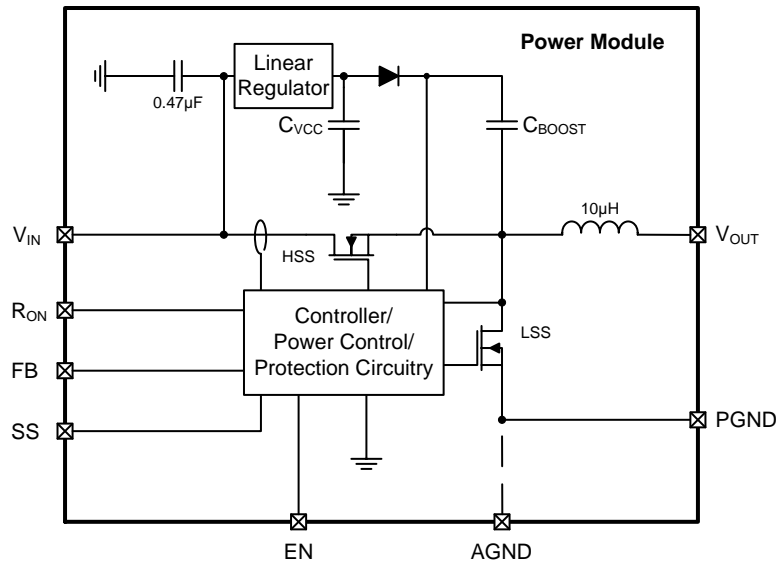 Power Module
Linear
Regulator
0.47µF
CVCC
CBOOST
10µH
VIN
VOUT
HSS
RON
Controller/
Power Control/
Protection Circuitry
LSS
FB
SS
PGND
EN
AGND